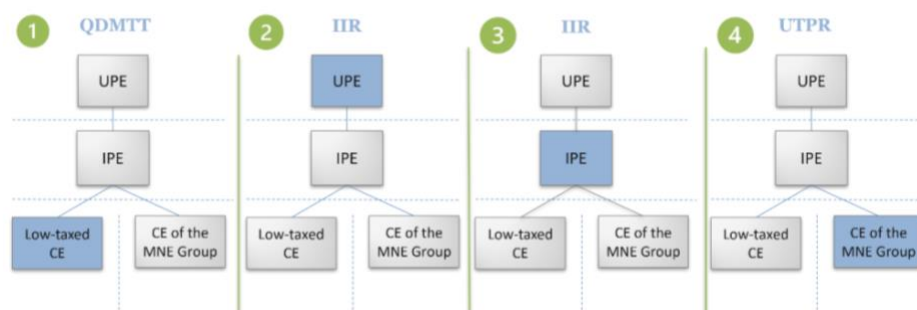 1
QDMTT
UPE
IPE
Low-taxed
CE
CE of the
MNE Group
2
IIR
UPE
IPE
Low-taxed
CE
CE of the
MNE Group
3
IIR
UPE
IPE
Low-taxed
CE
CE of the
MNE Group
4
UTPR
UPE
IPE
Low-taxed
CE
CE of the
MNE Group